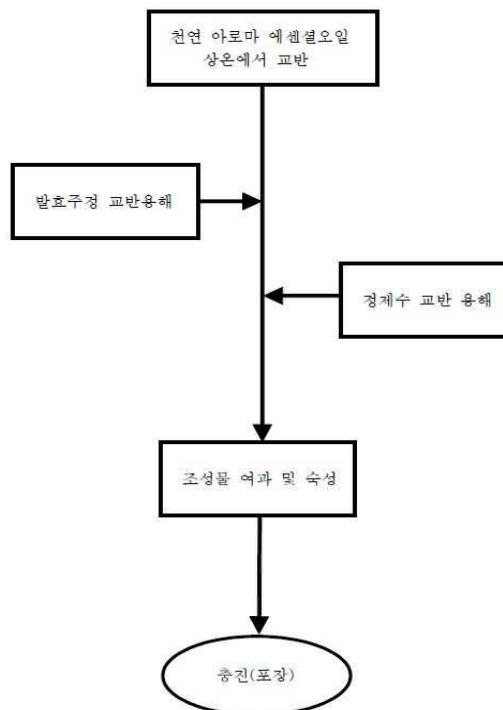 천연 아로마 에센셜오일
상온에서 교반
발효주정 교반용해
정제수 교반 용해
조성물 여과 및 숙성
충진(포장)